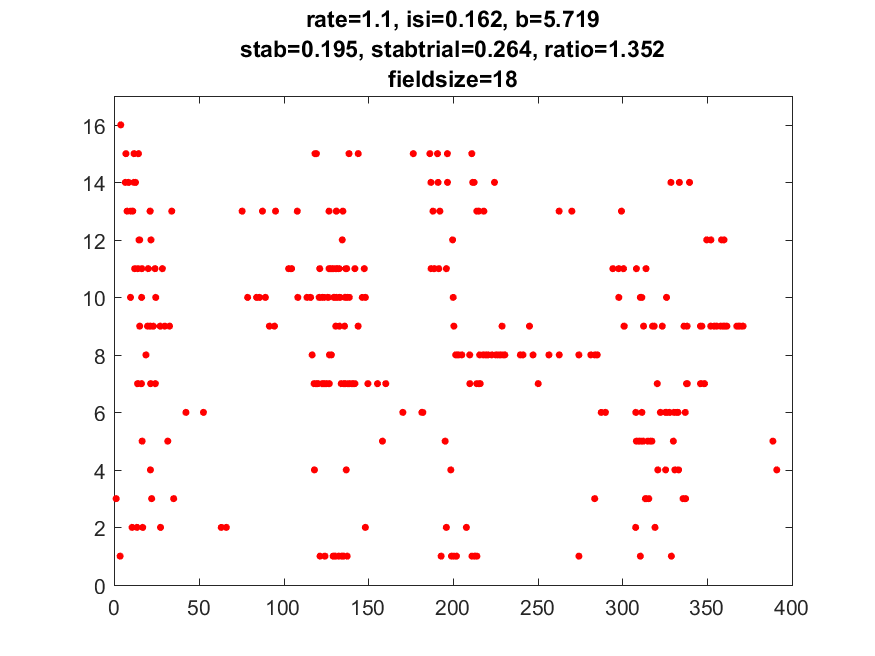 rate=1.1, isi=0.162, b=5.719
stab=0.195, stabtrial=0.264, ratio=1.352
fieldsize=18
16
14
12
10
8
6
4
2
0
0 50 100 150 200 250 300 350 400